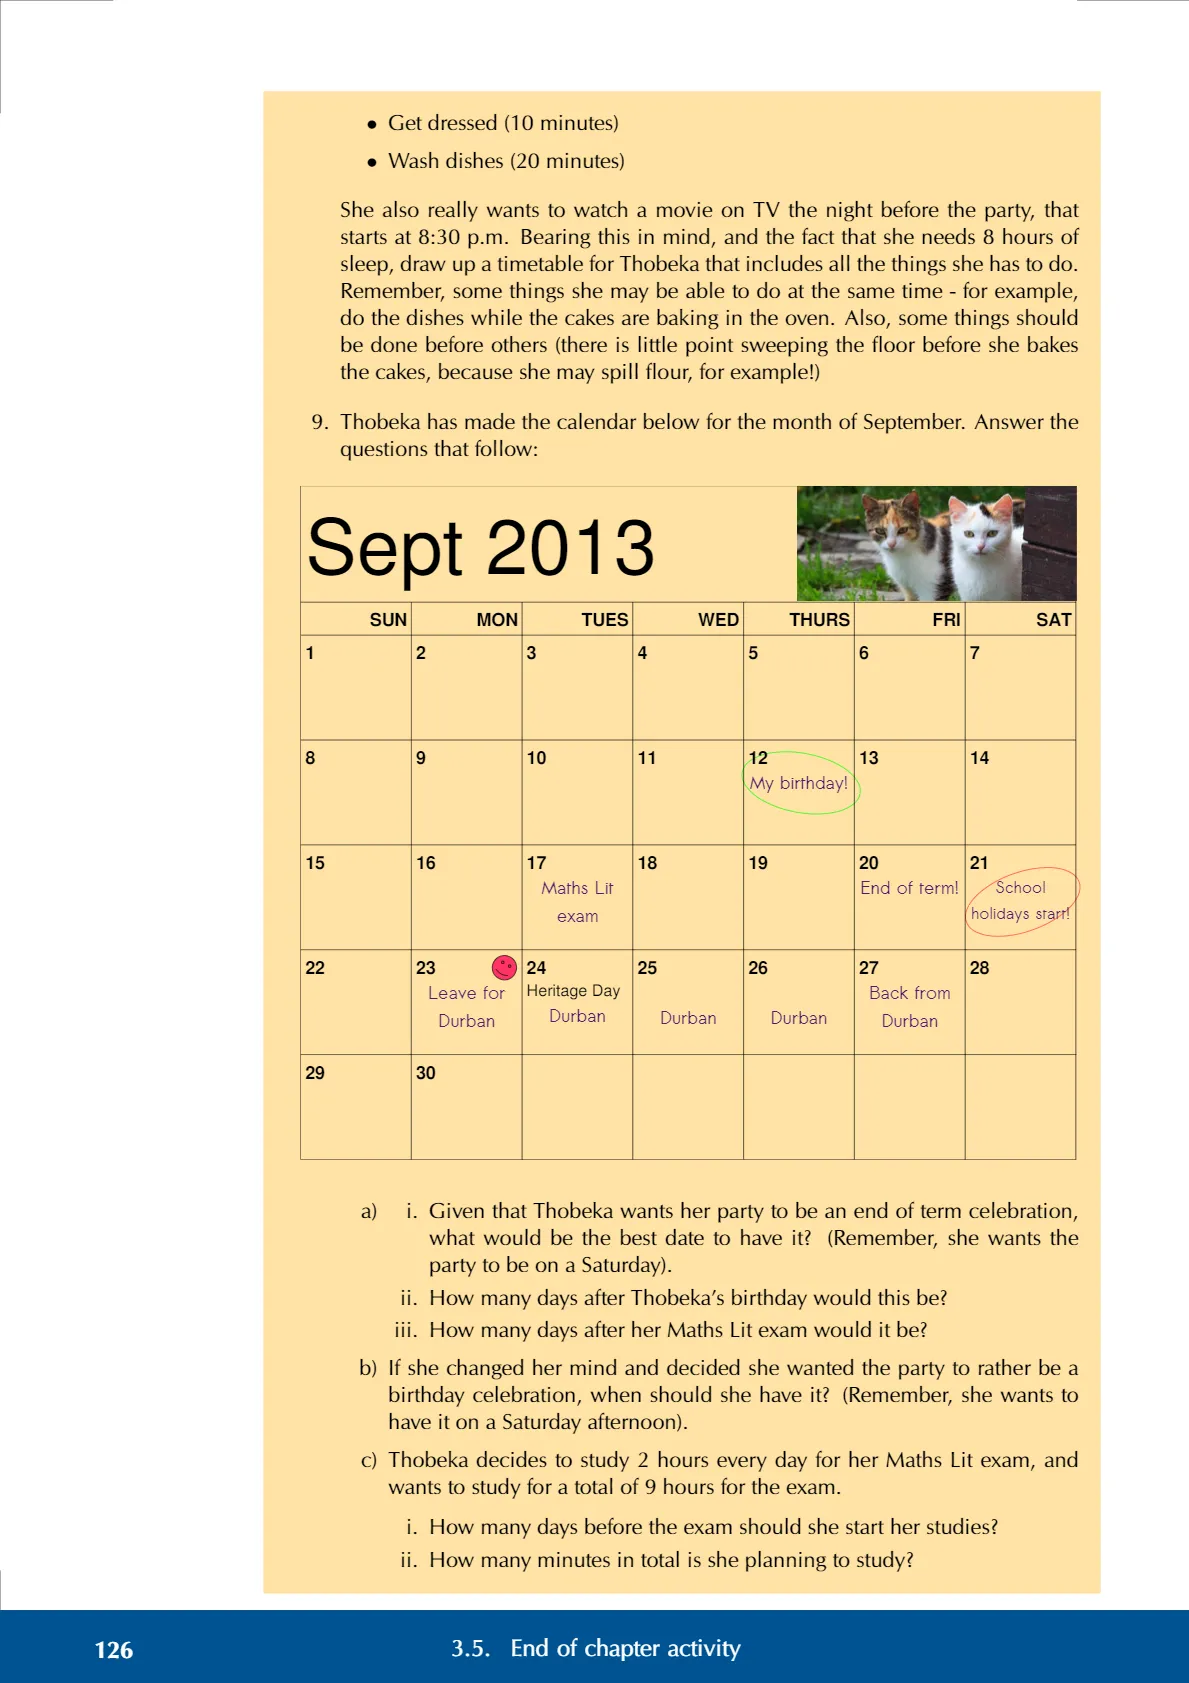 • Get dressed (10 minutes)
• Wash dishes (20 minutes)
She also really wants to watch a movie on TV the night before the party, that
starts at 8:30 p.m. Bearing this in mind, and the fact that she needs 8 hours of
sleep, draw up a timetable for Thobeka that includes all the things she has to do.
Remember, some things she may be able to do at the same time - for example,
do the dishes while the cakes are baking in the oven. Also, some things should
be done before others (there is little point sweeping the floor before she bakes
the cakes, because she may spill flour, for example!)
9. Thobeka has made the calendar below for the month of September. Answer the
questions that follow:
Sept 2013
SUN MON TUES WED THURS FRI SAT
1 2 3 4 5 6 7
8 9 10 11 12 13 14
My birthday!
15 16 17 18 19 20 21
Maths Lit End of term! School
exam holidays start!
22 23 24 25 26 27 28
Leave for Heritage Day Back from
Durban Durban Durban Durban Durban
29 30
a) i. Given that Thobeka wants her party to be an end of term celebration,
what would be the best date to have it? (Remember, she wants the
party to be on a Saturday).
ii. How many days after Thobeka's birthday would this be?
iii. How many days after her Maths Lit exam would it be?
b) If she changed her mind and decided she wanted the party to rather be a
birthday celebration, when should she have it? (Remember, she wants to
have it on a Saturday afternoon).
c) Thobeka decides to study 2 hours every day for her Maths Lit exam, and
wants to study for a total of 9 hours for the exam.
i. How many days before the exam should she start her studies?
ii. How many minutes in total is she planning to study?
126 3.5. End of chapter activity